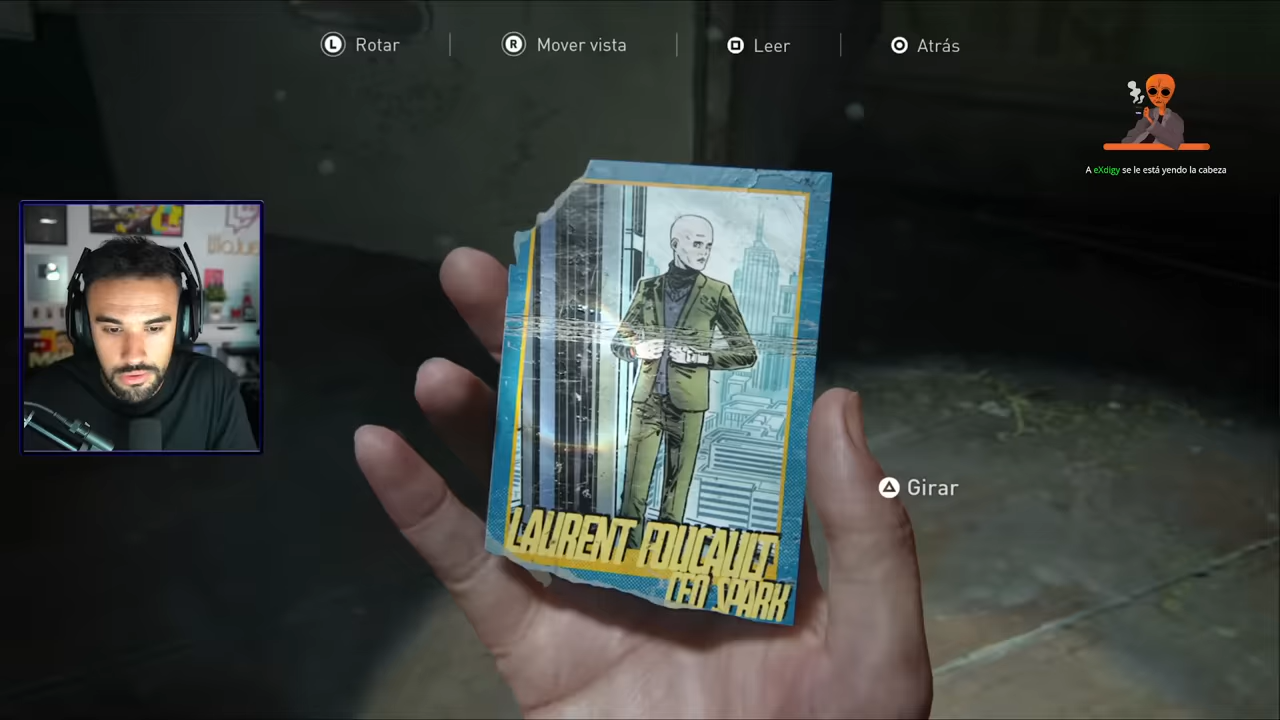 L Rotar
R Mover vista
Leer
Atrás
A eXdigy se le está yendo la cabeza
Girar
LAURENT FOUCAULT
CEO SPARK